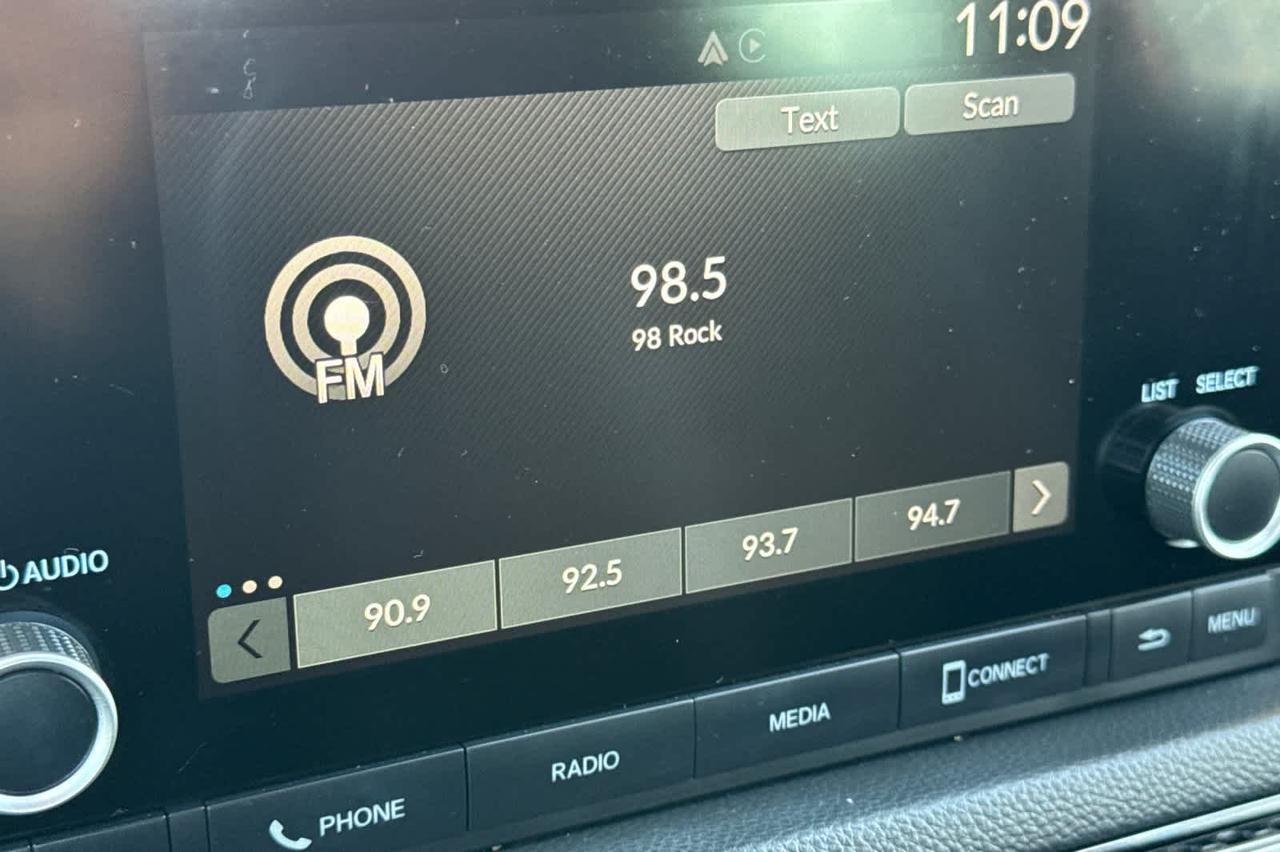 11:09
Text
Scan
98.5
98 Rock
FM
LIST SELECT
90.9
92.5
93.7
94.7
AUDIO
PHONE
RADIO
MEDIA
CONNECT
MENU